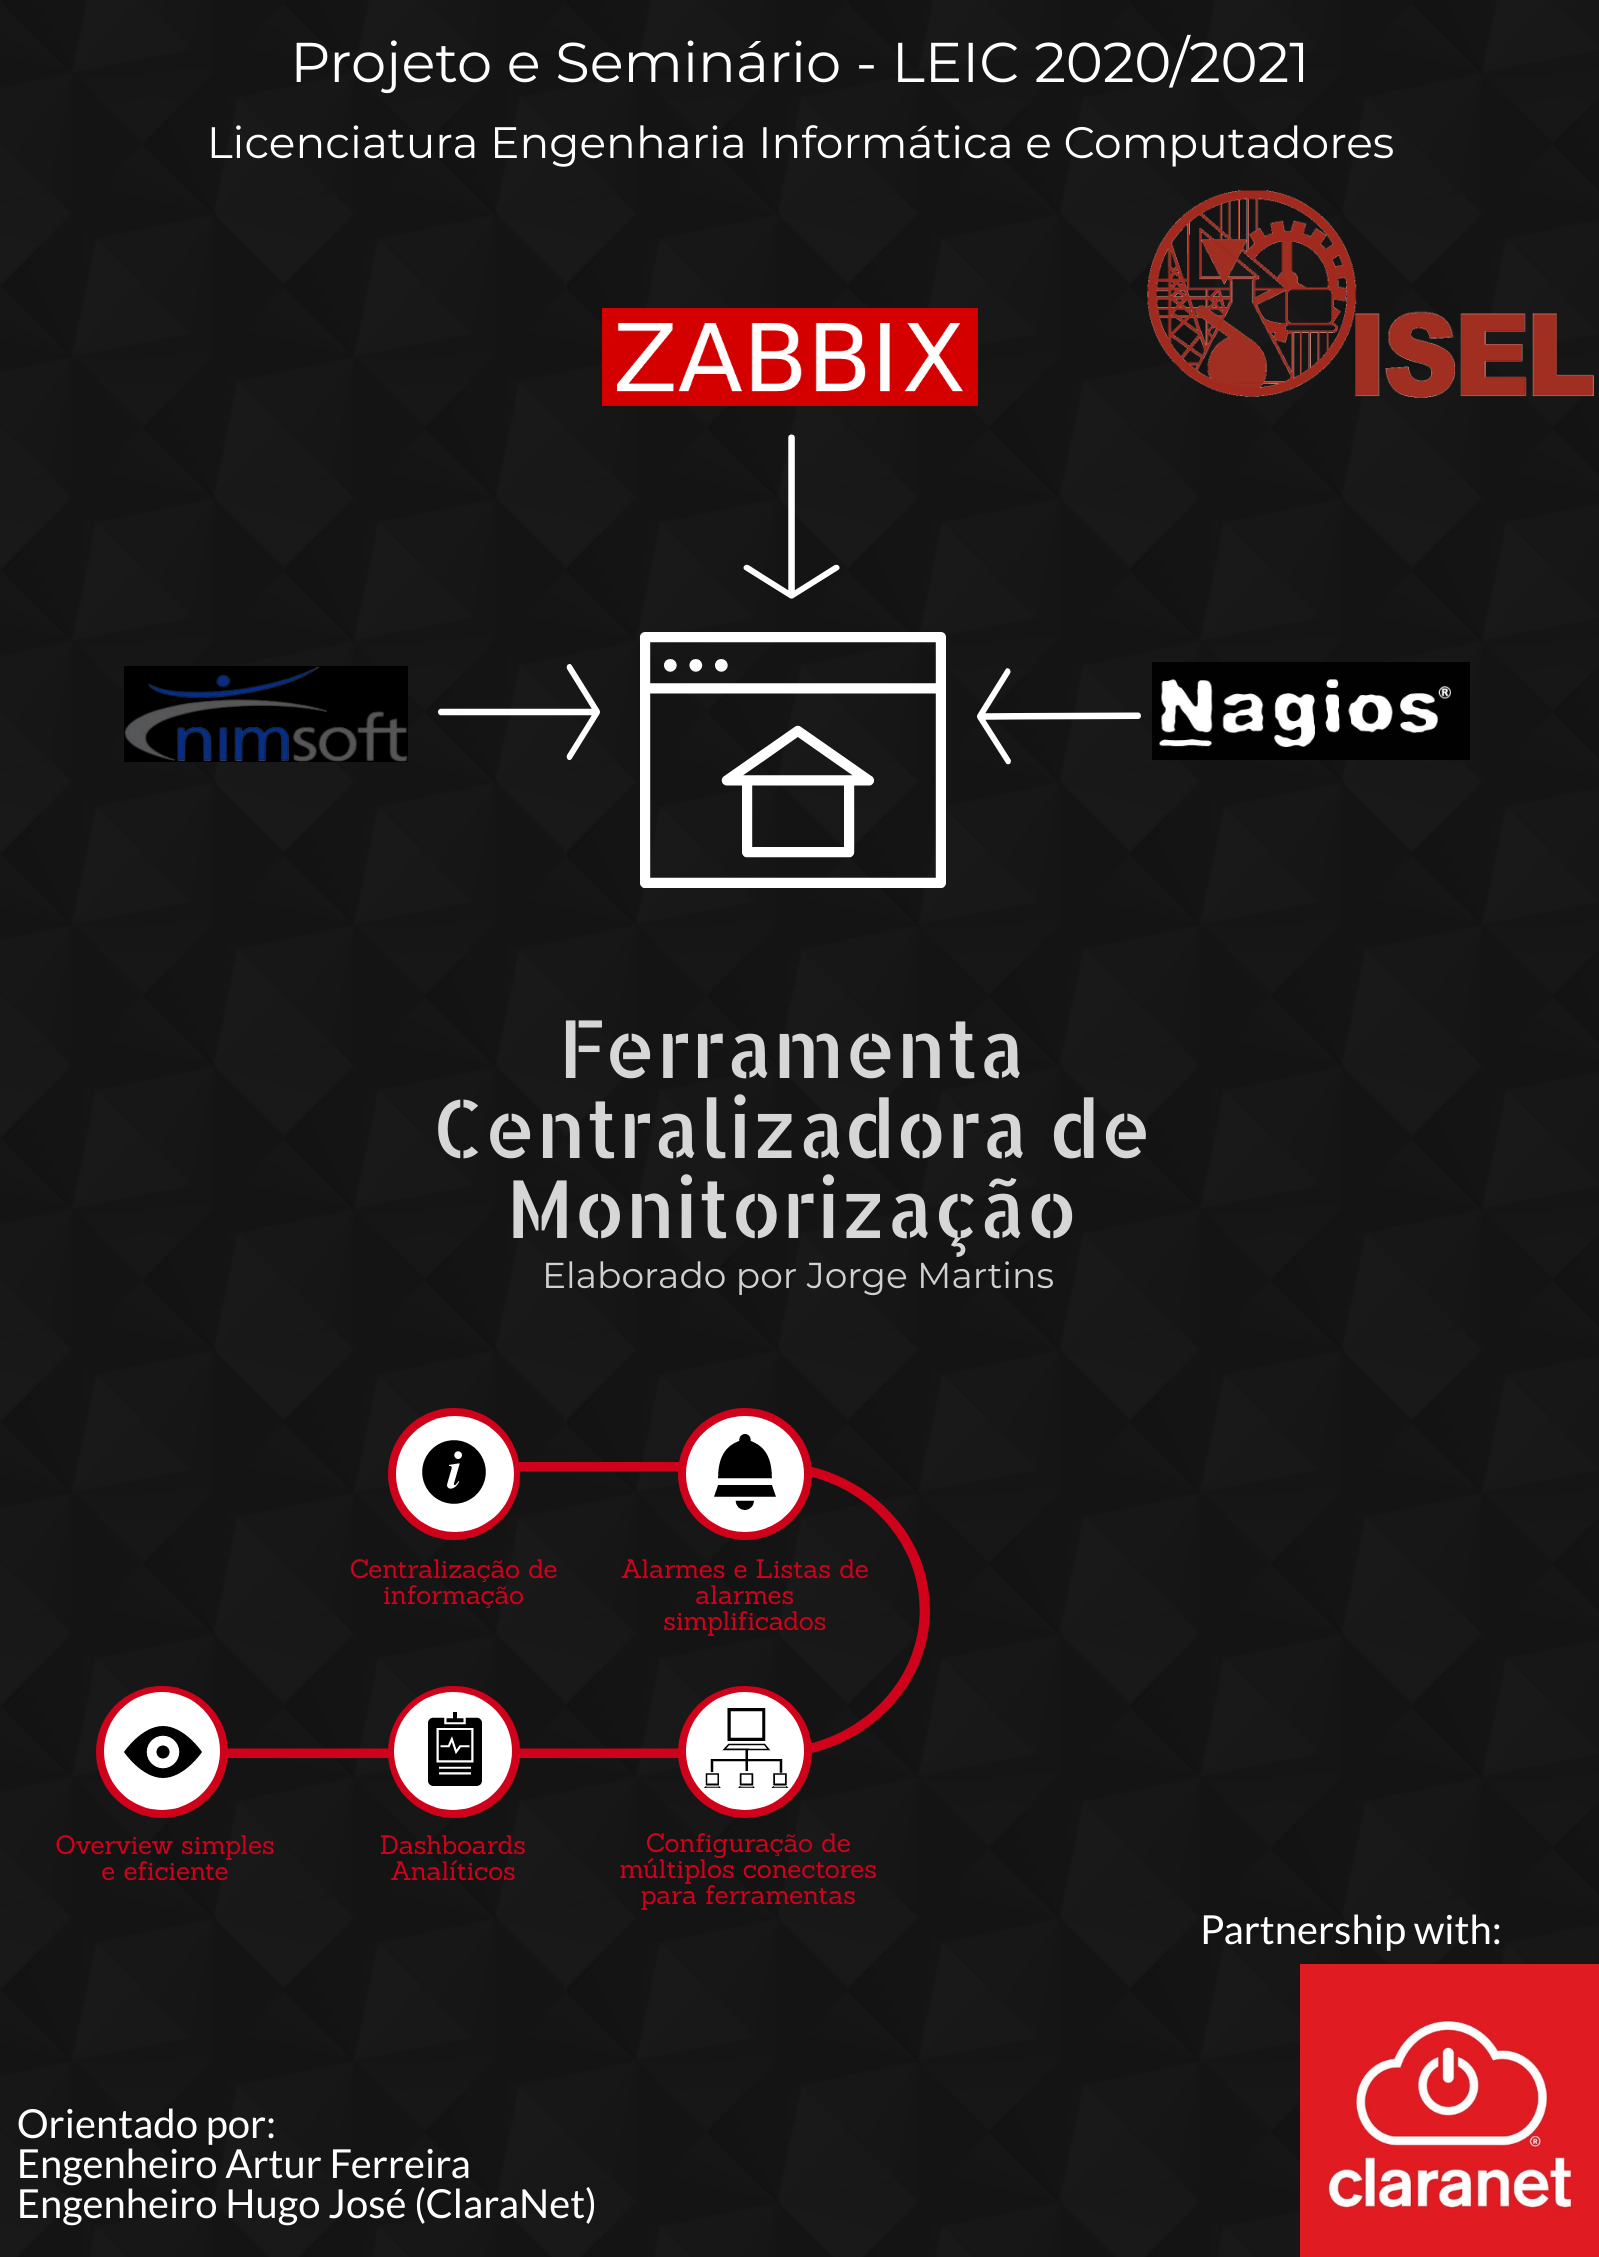 Projeto e Seminário - LEIC 2020/2021
Licenciatura Engenharia Informática e Computadores
ISEL
ZABBIX
nimsoft
Nagios®
Ferramenta
Centralizadora de
Monitorização
Elaborado por Jorge Martins
i
Centralização de
informação
Alarmes e Listas de
alarmes
simplificados
Overview simples
e eficiente
Dashboards
Analíticos
Configuração de
múltiplos conectores
para ferramentas
Partnership with:
claranet®
Orientado por:
Engenheiro Artur Ferreira
Engenheiro Hugo José (ClaraNet)